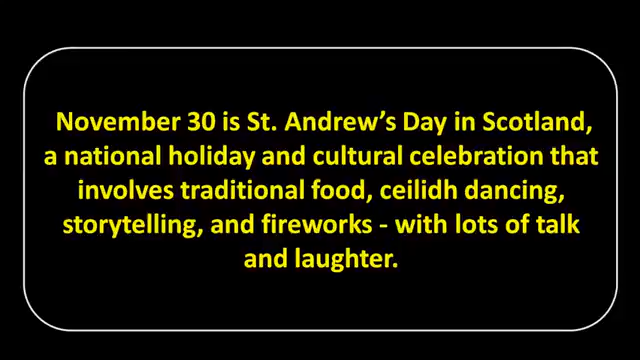 November 30 is St. Andrew’s Day in Scotland,
a national holiday and cultural celebration that
involves traditional food, ceilidh dancing,
storytelling, and fireworks - with lots of talk
and laughter.